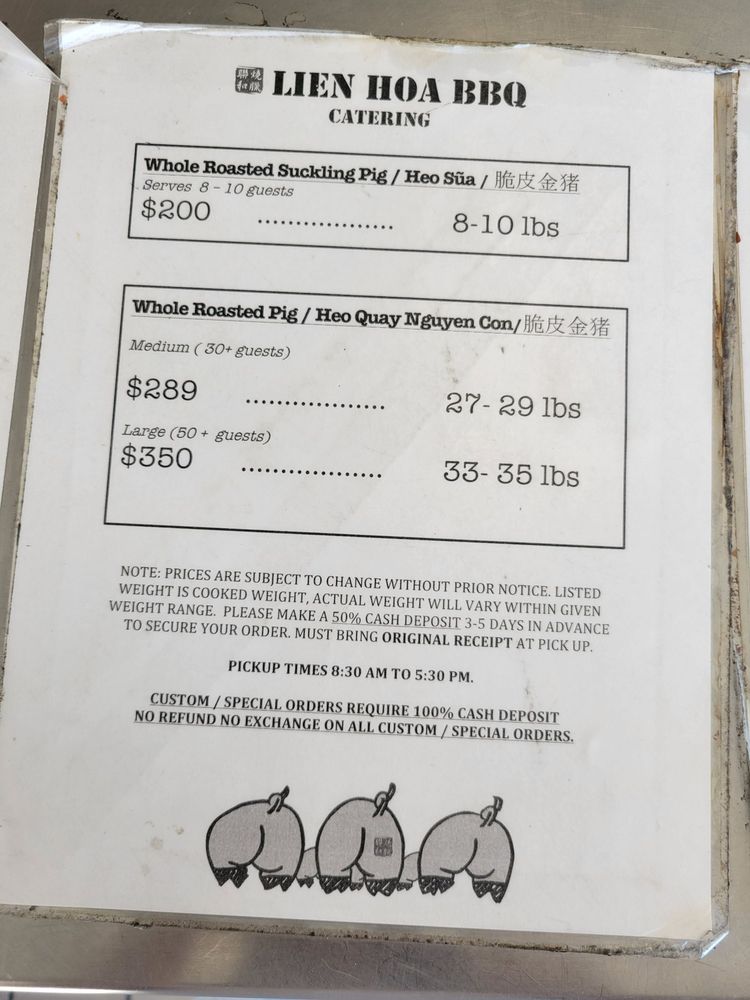 聯和 燒臘 LIEN HOA BBQ
CATERING
Whole Roasted Suckling Pig / Heo Sũa / 脆皮金猪
Serves 8 - 10 guests
$200 .................. 8-10 lbs
Whole Roasted Pig / Heo Quay Nguyen Con/脆皮金猪
Medium ( 30+ guests)
$289 .................. 27- 29 lbs
Large (50 + guests)
$350 .................. 33- 35 lbs
NOTE: PRICES ARE SUBJECT TO CHANGE WITHOUT PRIOR NOTICE. LISTED
WEIGHT IS COOKED WEIGHT, ACTUAL WEIGHT WILL VARY WITHIN GIVEN
WEIGHT RANGE. PLEASE MAKE A 50% CASH DEPOSIT 3-5 DAYS IN ADVANCE
TO SECURE YOUR ORDER. MUST BRING ORIGINAL RECEIPT AT PICK UP.
PICKUP TIMES 8:30 AM TO 5:30 PM.
CUSTOM / SPECIAL ORDERS REQUIRE 100% CASH DEPOSIT
NO REFUND NO EXCHANGE ON ALL CUSTOM / SPECIAL ORDERS.